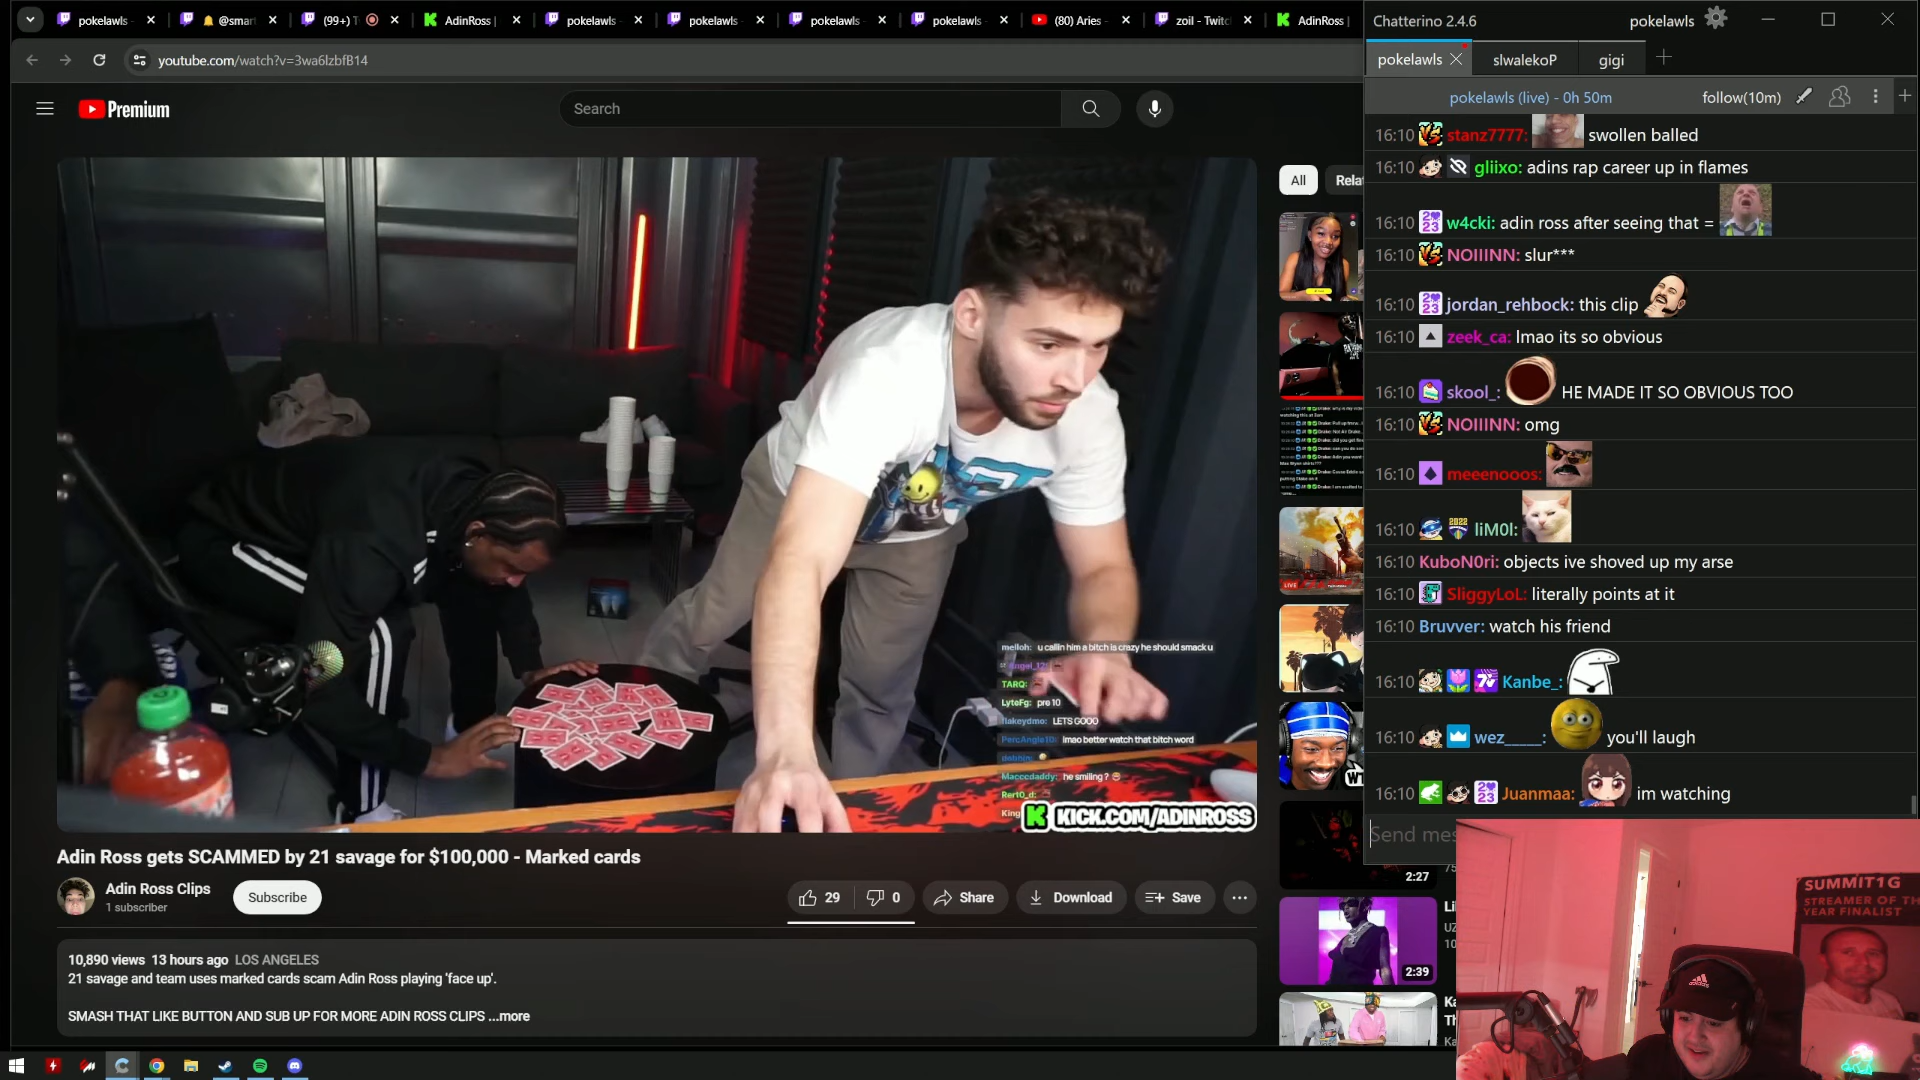 pokelawls
@smar
(99+)
AdinRoss |
pokelawls
pokelawls
pokelawls
pokelawls
(80) Aries -
zoil - Twitc
AdinRoss |
youtube.com/watch?v=3wa6lzbfB14
Premium
Search
All
Rela
melloh: u callin him a bitch is crazy he should smack u
TARQ:
LyteFg: pre 10
flakeydmo: LETS GOOO
lmao better watch that bitch word
Macccdaddy: he smiling ?
King
KICK.COM/ADINROSS
LIVE
2:27
2:39
Adin Ross gets SCAMMED by 21 savage for $100,000 - Marked cards
Adin Ross Clips
1 subscriber
Subscribe
29
0
Share
Download
Save
10,890 views 13 hours ago LOS ANGELES
21 savage and team uses marked cards scam Adin Ross playing 'face up'.
SMASH THAT LIKE BUTTON AND SUB UP FOR MORE ADIN ROSS CLIPS ...more
Chatterino 2.4.6
pokelawls
pokelawls
slwalekoP
gigi
pokelawls (live) - 0h 50m
follow(10m)
16:10 stanz7777: swollen balled
16:10 gliixo: adins rap career up in flames
16:10 w4cki: adin ross after seeing that =
16:10 NOIIINN: slur***
16:10 jordan_rehbock: this clip
16:10 zeek_ca: lmao its so obvious
16:10 skool_: HE MADE IT SO OBVIOUS TOO
16:10 NOIIINN: omg
16:10 meeenooos:
16:10 liM0l:
16:10 KuboN0ri: objects ive shoved up my arse
16:10 SliggyLoL: literally points at it
16:10 Bruvver: watch his friend
16:10 Kanbe_:
16:10 wez_____: you'll laugh
16:10 Juanmaa: im watching
Send mes
SUMMIT1G
STREAMER OF TH
YEAR FINALIST